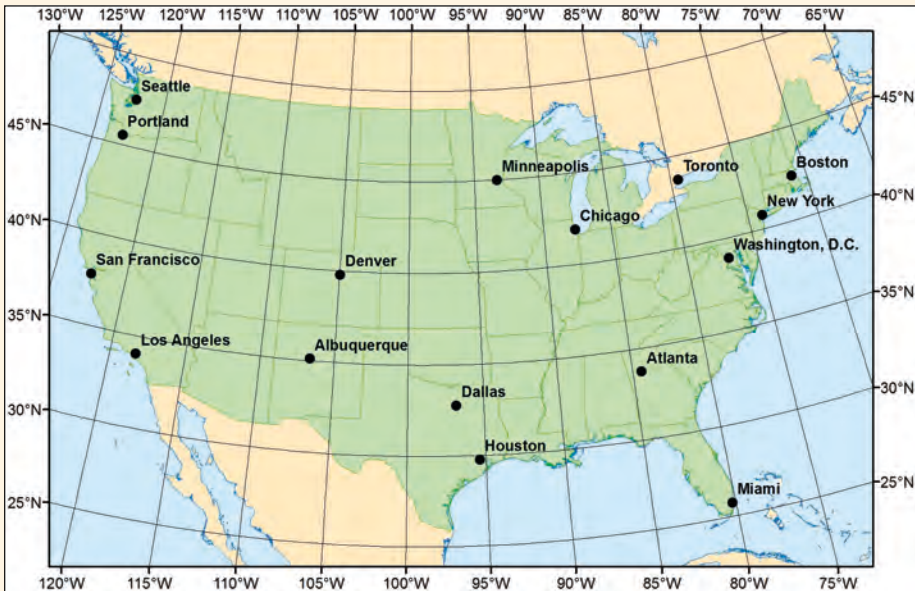 130°W 125°W 120°W 115°W 110°W 105°W 100°W 95°W 90°W 85°W 80°W 75°W 70°W 65°W
Seattle
45°N
Portland
45°N
Minneapolis
Toronto
Boston
40°N
New York
Chicago
40°N
Washington, D.C.
San Francisco
Denver
35°N
35°N
Los Angeles
Albuquerque
Atlanta
30°N
Dallas
30°N
Houston
Miami
25°N
25°N
120°W 115°W 110°W 105°W 100°W 95°W 90°W 85°W 80°W 75°W